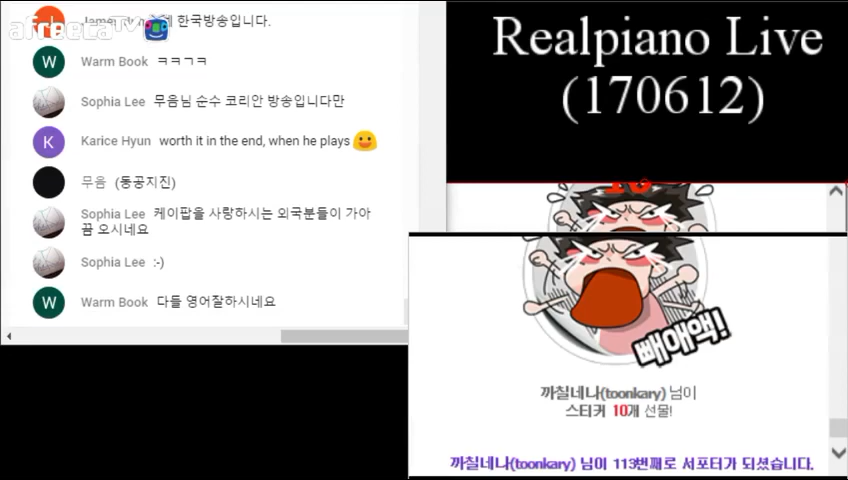 afreecaTV
한국방송입니다.
Warm Book ㅋㅋㄱㅋ
Sophia Lee 무음님 순수 코리안 방송입니다만
Karice Hyun worth it in the end, when he plays
무음 (동공지진)
Sophia Lee 케이팝을 사랑하시는 외국분들이 가아
끔 오시네요
Sophia Lee :-)
Warm Book 다들 영어잘하시네요
Realpiano Live
(170612)
10
빼애액!
까칠네나(toonkary) 님이
스티커 10개 선물!
까칠네나(toonkary) 님이 113번째로 서포터가 되셨습니다.